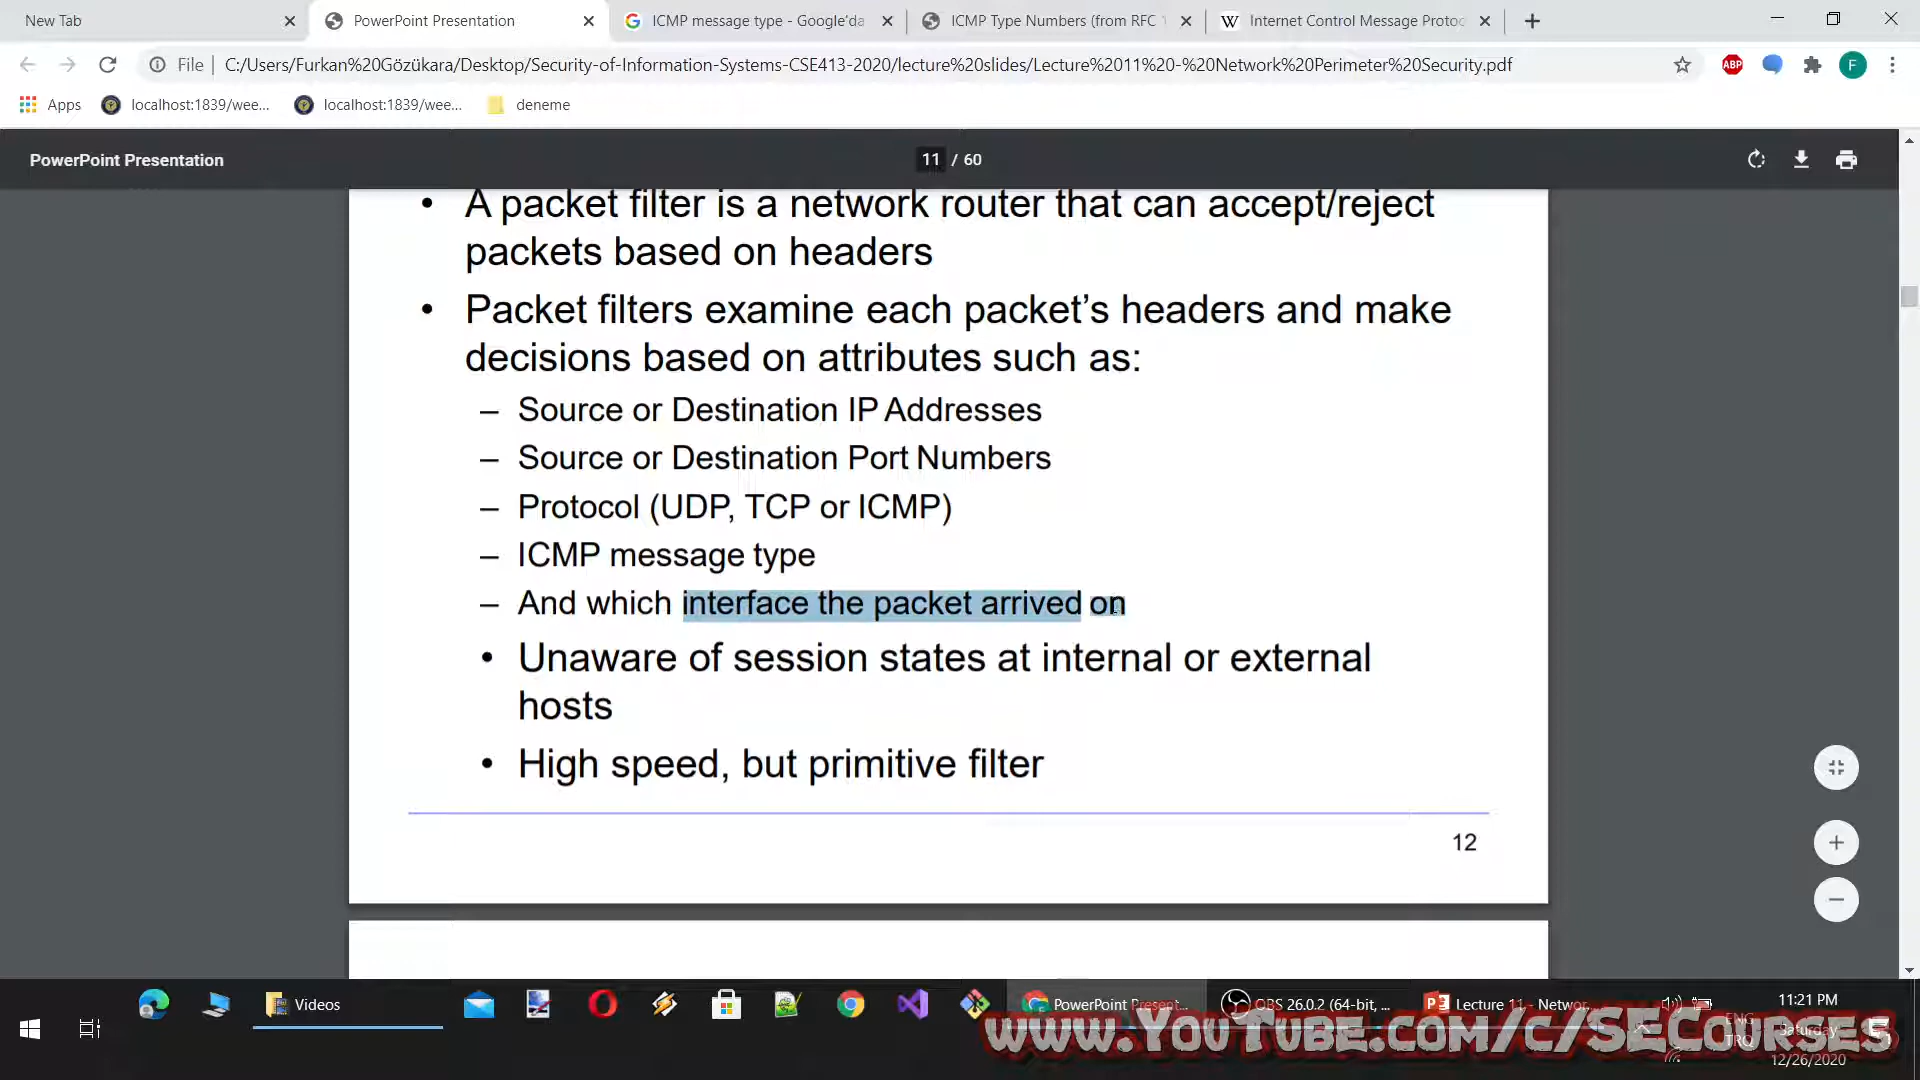 New Tab
PowerPoint Presentation
ICMP message type - Google'da
ICMP Type Numbers (from RFC
Internet Control Message Protoc
File | C:/Users/Furkan%20Gözükara/Desktop/Security-of-Information-Systems-CSE413-2020/lecture%20slides/Lecture%2011%20-%20Network%20Perimeter%20Security.pdf
ABP
F
Apps
localhost:1839/wee...
localhost:1839/wee...
deneme
PowerPoint Presentation
11 / 60
• A packet filter is a network router that can accept/reject
packets based on headers
• Packet filters examine each packet's headers and make
decisions based on attributes such as:
– Source or Destination IP Addresses
– Source or Destination Port Numbers
– Protocol (UDP, TCP or ICMP)
– ICMP message type
– And which interface the packet arrived on
• Unaware of session states at internal or external
hosts
• High speed, but primitive filter
12
Videos
PowerPoint Present...
OBS 26.0.2 (64-bit, ...
Lecture 11 - Networ...
11:21 PM
ENG
Saturday
TRQ
12/26/2020
www.YouTube.com/c/SECourses